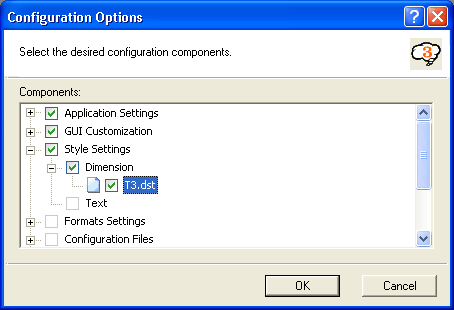 Configuration Options
Select the desired configuration components.
3
Components:
Application Settings
GUI Customization
Style Settings
Dimension
T3.dst
Text
Formats Settings
Configuration Files
OK
Cancel